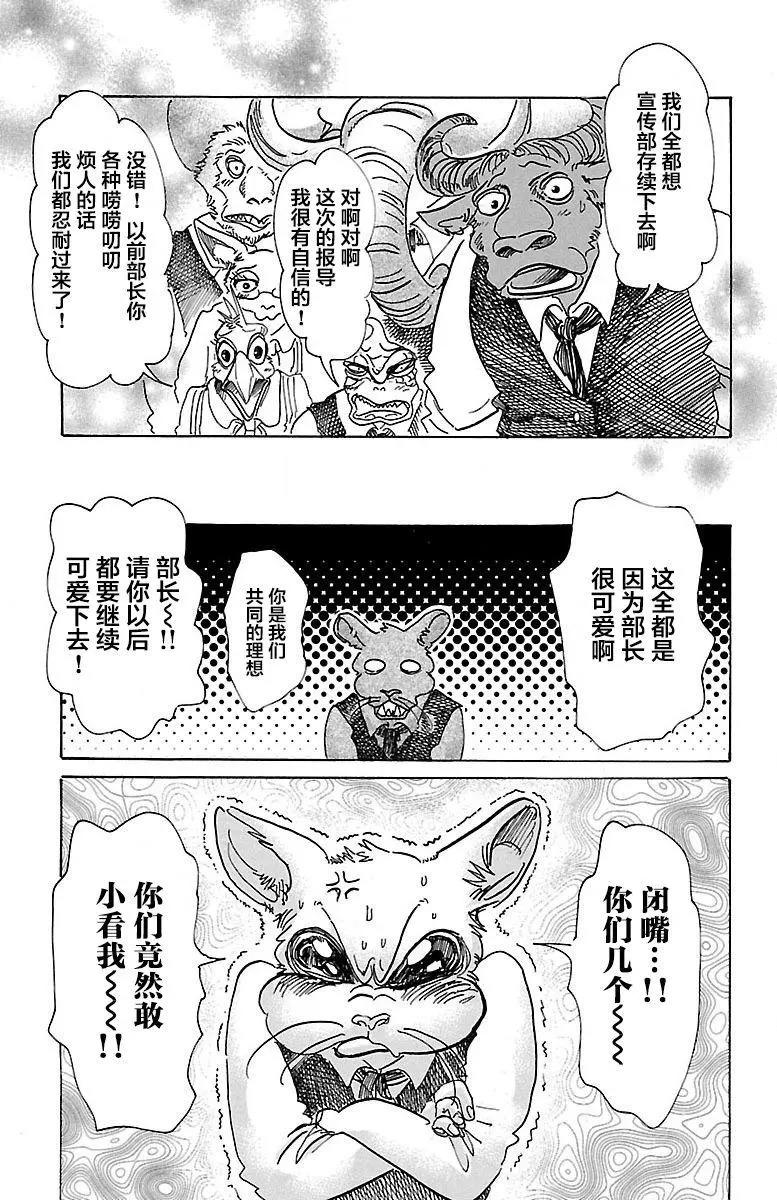 我们全都想
宣传部存续下去啊
对啊对啊
这次的报导
我很有自信的！
没错！以前部长你
各种唠唠叨叨
烦人的话
我们都忍耐过来了！
这全都是
因为部长
很可爱啊
你是我们
共同的理想
部长～!!
请你以后
都要继续
可爱下去！
闭嘴…!!
你们几个～～
你们竟然敢
小看我～～!!